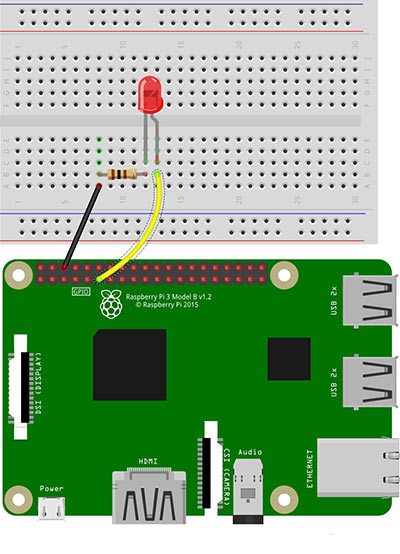 1 5 10 15 20 25 30
J
I
H
G
F
E
D
C
B
A
1 5 10 15 20 25 30
GPIO
Raspberry Pi 3 Model B v1.2
© Raspberry Pi 2015
USB 2x
DSI (DISPLAY)
USB 2x
CSI (CAMERA)
Audio
HDMI
ETHERNET
Power